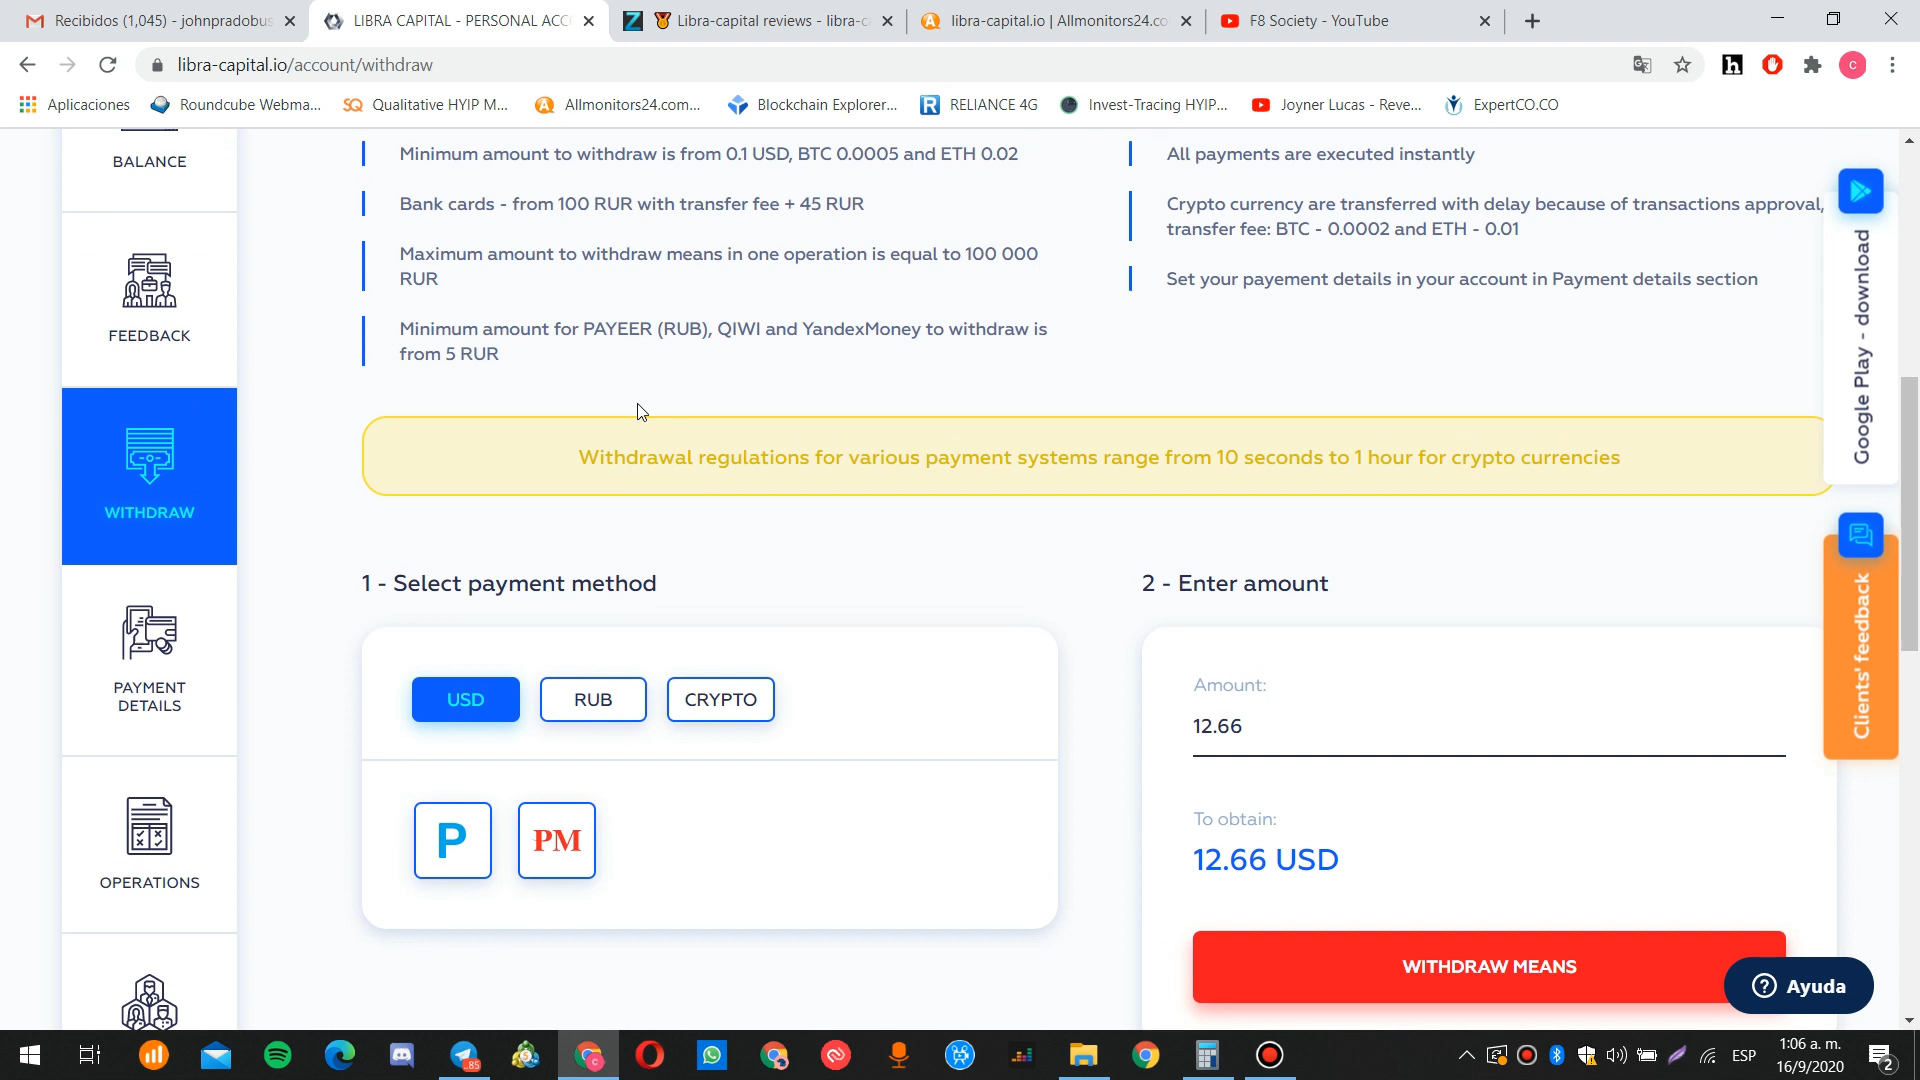 Recibidos (1,045) - johnpradobus
LIBRA CAPITAL - PERSONAL ACC
Libra-capital reviews - libra-ca
libra-capital.io | Allmonitors24.co
F8 Society - YouTube
libra-capital.io/account/withdraw
Aplicaciones
Roundcube Webma...
SQ Qualitative HYIP M...
Allmonitors24.com...
Blockchain Explorer...
R RELIANCE 4G
Invest-Tracing HYIP...
Joyner Lucas - Reve...
ExpertCO.CO
BALANCE
FEEDBACK
WITHDRAW
PAYMENT
DETAILS
OPERATIONS
Minimum amount to withdraw is from 0.1 USD, BTC 0.0005 and ETH 0.02
Bank cards - from 100 RUR with transfer fee + 45 RUR
Maximum amount to withdraw means in one operation is equal to 100 000
RUR
Minimum amount for PAYEER (RUB), QIWI and YandexMoney to withdraw is
from 5 RUR
All payments are executed instantly
Crypto currency are transferred with delay because of transactions approval,
transfer fee: BTC - 0.0002 and ETH - 0.01
Set your payement details in your account in Payment details section
Withdrawal regulations for various payment systems range from 10 seconds to 1 hour for crypto currencies
1 - Select payment method
USD
RUB
CRYPTO
P
PM
2 - Enter amount
Amount:
12.66
To obtain:
12.66 USD
WITHDRAW MEANS
Google Play - download
Clients' feedback
Ayuda
85
ESP
1:06 a. m.
16/9/2020
2